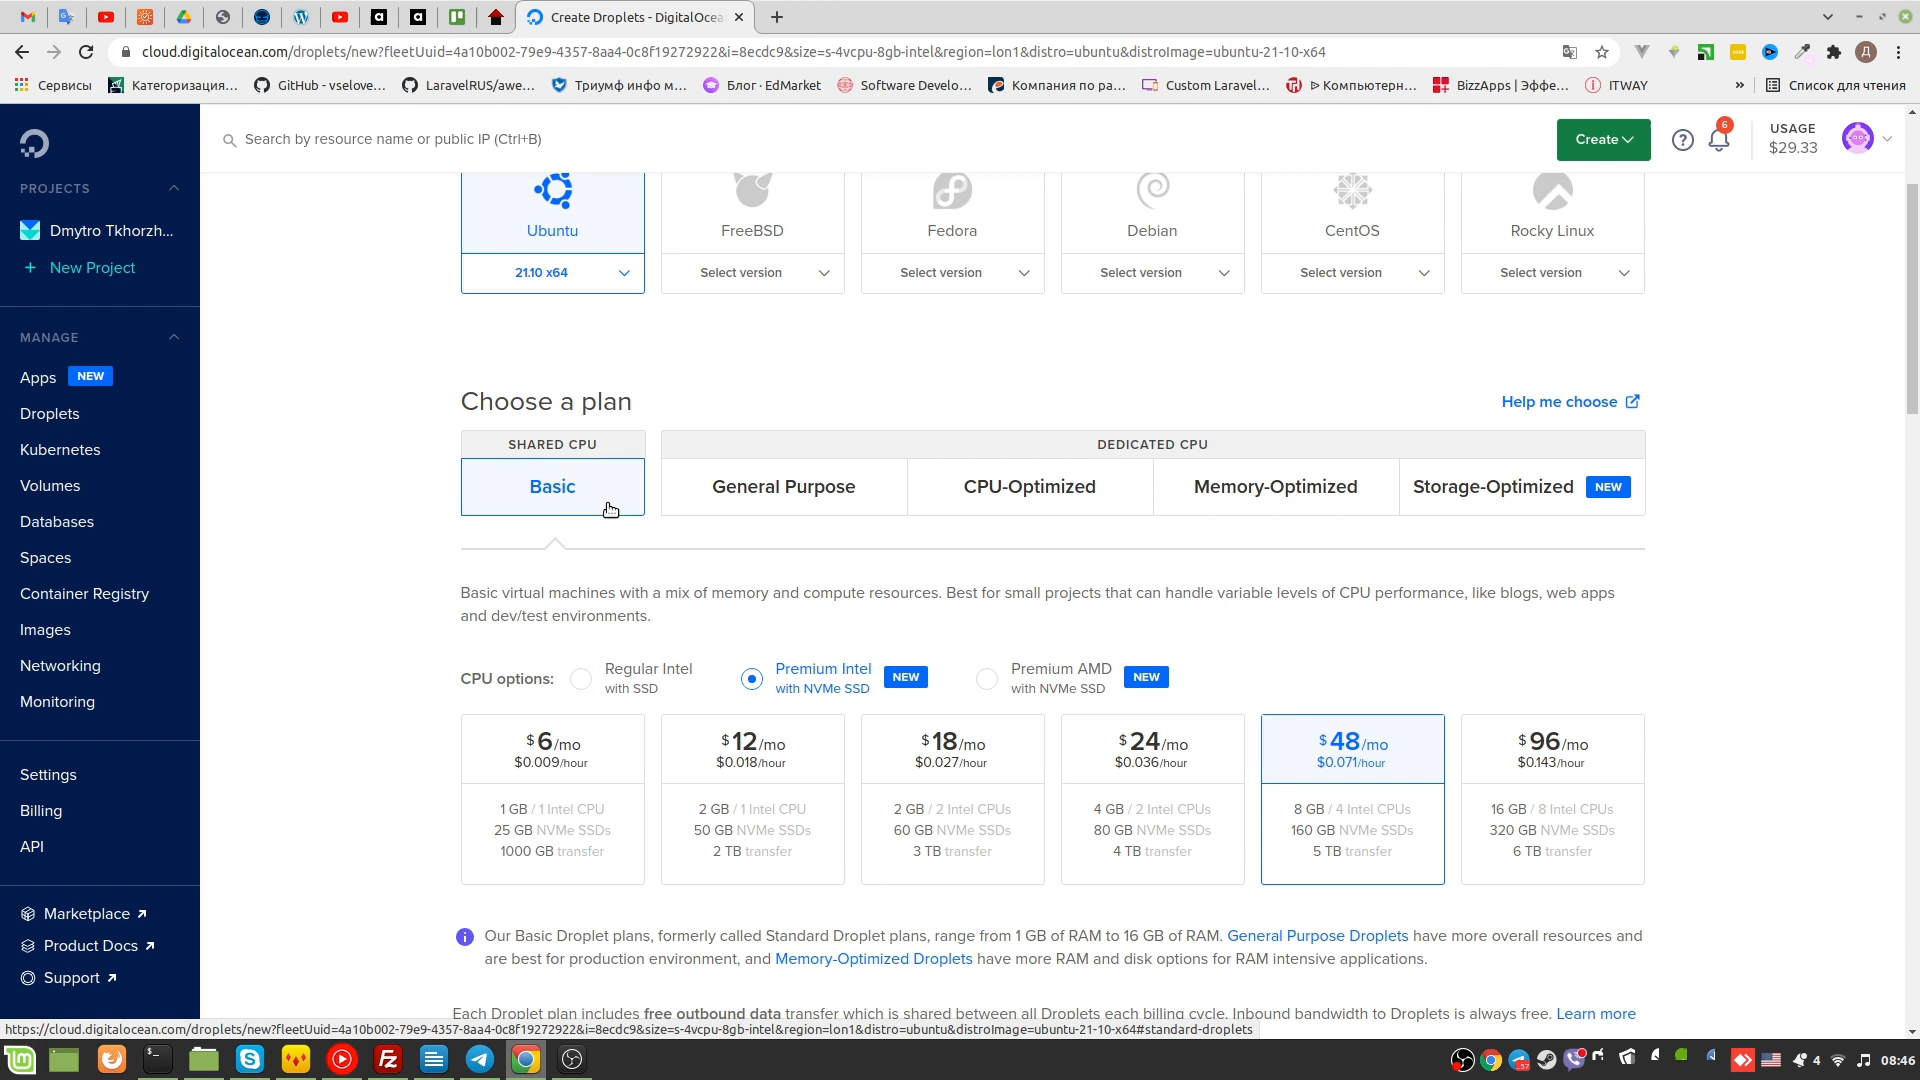 Create Droplets - DigitalOcea
cloud.digitalocean.com/droplets/new?fleetUuid=4a10b002-79e9-4357-8aa4-0c8f19272922&i=8ecdc9&size=s-4vcpu-8gb-intel&region=lon1&distro=ubuntu&distroImage=ubuntu-21-10-x64
Д
Сервисы
Категоризация…
GitHub - vselove…
LaravelRUS/awe…
Триумф инфо м…
Блог · EdMarket
Software Develo…
Компания по ра…
Custom Laravel…
ᐅ Компьютерн…
BizzApps | Эффе…
ITWAY
»
Список для чтения
Search by resource name or public IP (Ctrl+B)
Create
6
USAGE
$29.33
PROJECTS
Dmytro Tkhorzh...
+ New Project
MANAGE
Apps NEW
Droplets
Kubernetes
Volumes
Databases
Spaces
Container Registry
Images
Networking
Monitoring
Settings
Billing
API
Marketplace
Product Docs
Support
Ubuntu
FreeBSD
Fedora
Debian
CentOS
Rocky Linux
21.10 x64
Select version
Select version
Select version
Select version
Select version
Choose a plan
Help me choose
SHARED CPU
DEDICATED CPU
Basic
General Purpose
CPU-Optimized
Memory-Optimized
Storage-Optimized NEW
Basic virtual machines with a mix of memory and compute resources. Best for small projects that can handle variable levels of CPU performance, like blogs, web apps
and dev/test environments.
CPU options:
Regular Intel
with SSD
Premium Intel
with NVMe SSD
NEW
Premium AMD
with NVMe SSD
NEW
$6/mo
$0.009/hour
1 GB / 1 Intel CPU
25 GB NVMe SSDs
1000 GB transfer
$12/mo
$0.018/hour
2 GB / 1 Intel CPU
50 GB NVMe SSDs
2 TB transfer
$18/mo
$0.027/hour
2 GB / 2 Intel CPUs
60 GB NVMe SSDs
3 TB transfer
$24/mo
$0.036/hour
4 GB / 2 Intel CPUs
80 GB NVMe SSDs
4 TB transfer
$48/mo
$0.071/hour
8 GB / 4 Intel CPUs
160 GB NVMe SSDs
5 TB transfer
$96/mo
$0.143/hour
16 GB / 8 Intel CPUs
320 GB NVMe SSDs
6 TB transfer
Our Basic Droplet plans, formerly called Standard Droplet plans, range from 1 GB of RAM to 16 GB of RAM. General Purpose Droplets have more overall resources and
are best for production environment, and Memory-Optimized Droplets have more RAM and disk options for RAM intensive applications.
Each Droplet plan includes free outbound data transfer which is shared between all Droplets each billing cycle. Inbound bandwidth to Droplets is always free. Learn more
https://cloud.digitalocean.com/droplets/new?fleetUuid=4a10b002-79e9-4357-8aa4-0c8f19272922&i=8ecdc9&size=s-4vcpu-8gb-intel&region=lon1&distro=ubuntu&distroImage=ubuntu-21-10-x64#standard-droplets
4
08:46